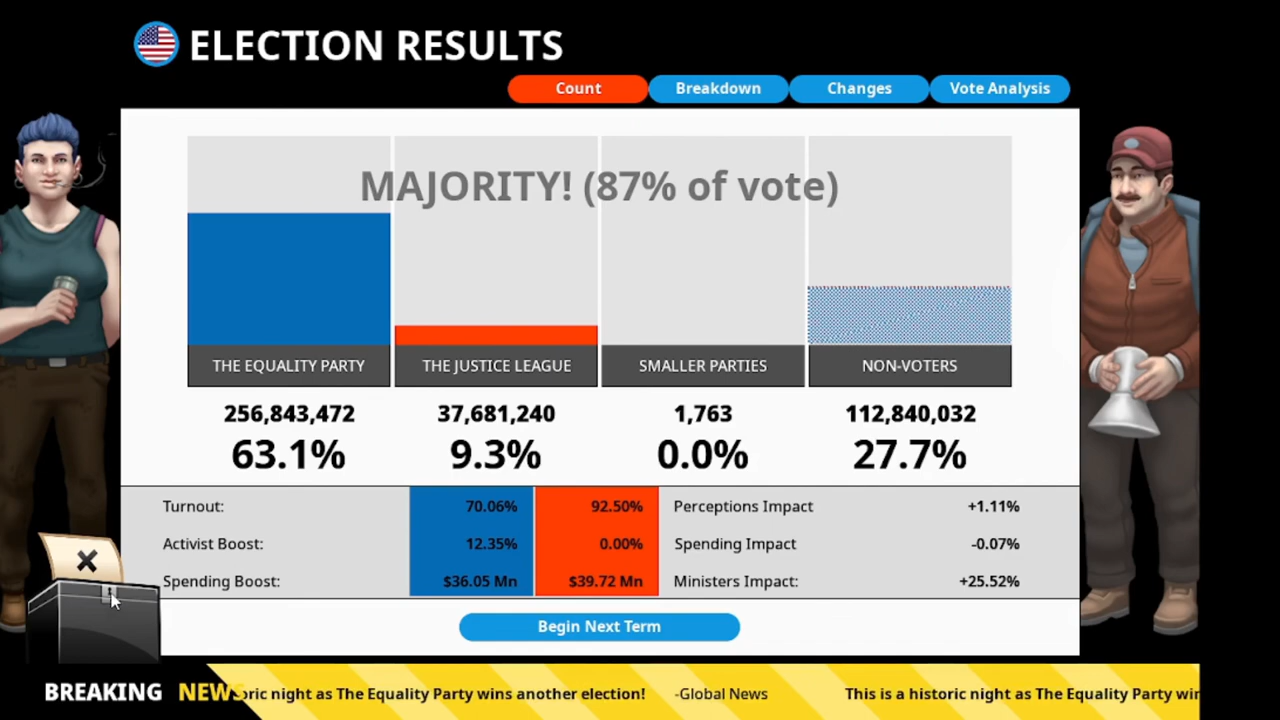 ELECTION RESULTS
Count Breakdown Changes Vote Analysis
MAJORITY! (87% of vote)
THE EQUALITY PARTY THE JUSTICE LEAGUE SMALLER PARTIES NON-VOTERS
256,843,472 37,681,240 1,763 112,840,032
63.1% 9.3% 0.0% 27.7%
Turnout: 70.06% 92.50% Perceptions Impact +1.11%
Activist Boost: 12.35% 0.00% Spending Impact -0.07%
Spending Boost: $36.05 Mn $39.72 Mn Ministers Impact: +25.52%
Begin Next Term
BREAKING NEWS oric night as The Equality Party wins another election! -Global News This is a historic night as The Equality Party wir